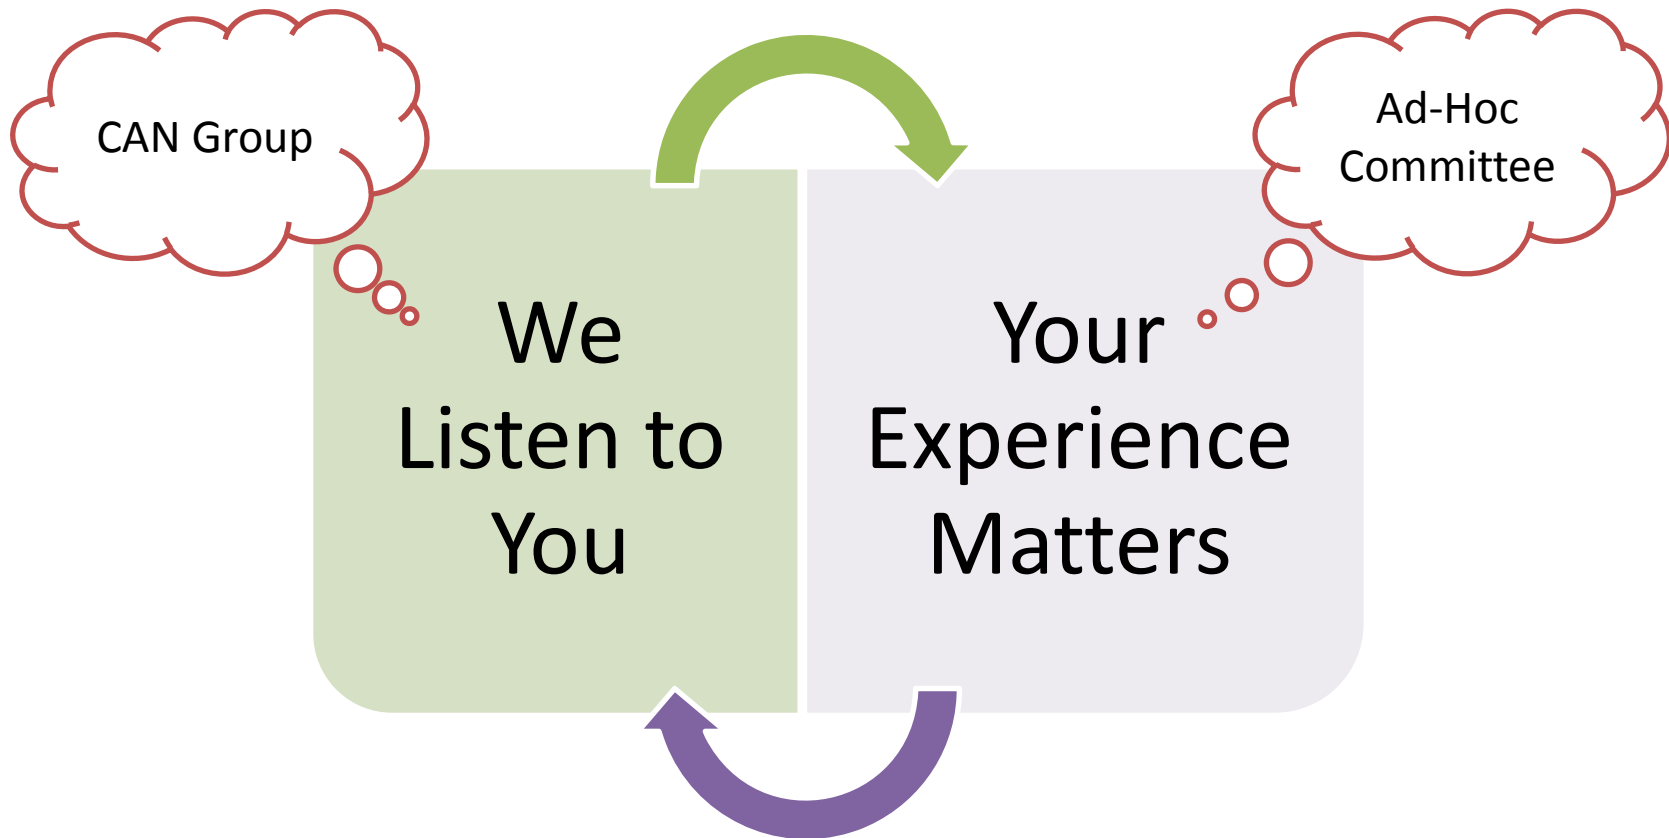 CAN Group
Ad-Hoc
Committee
We
Listen to
You
Your
Experience
Matters